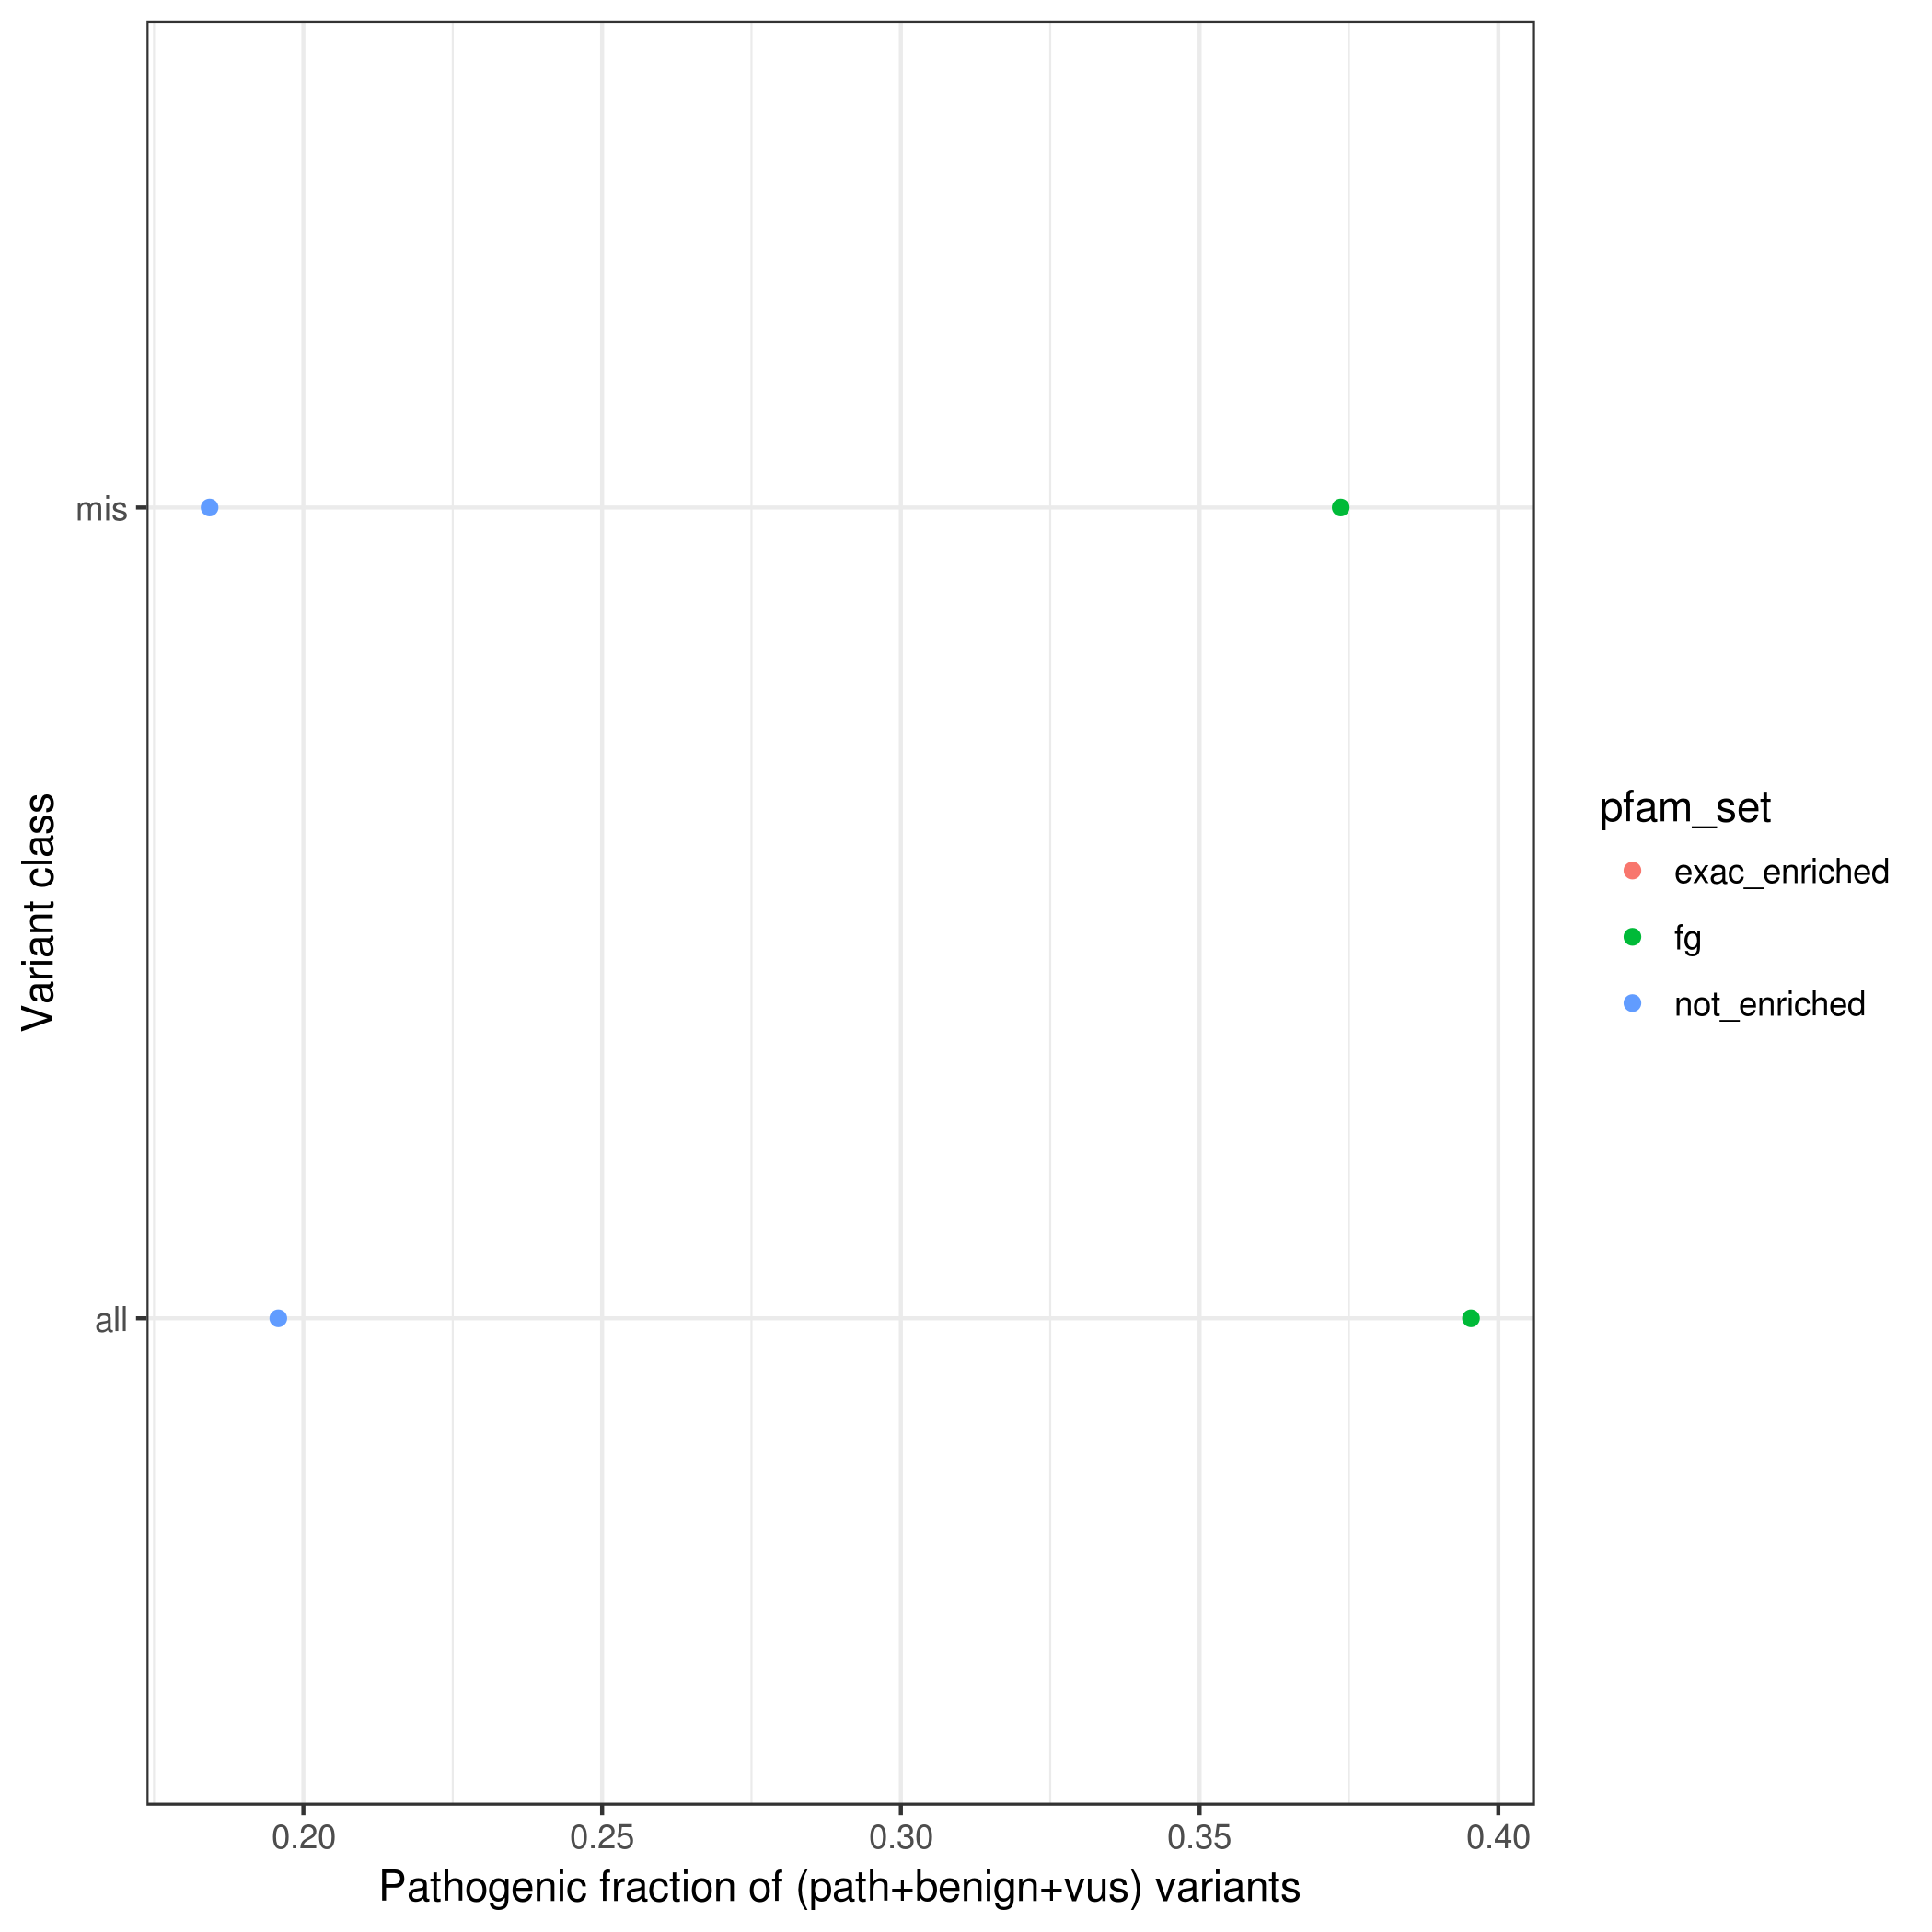 Variant class
mis
all
0.20 0.25 0.30 0.35 0.40
Pathogenic fraction of (path+benign+vus) variants
pfam_set
exac_enriched
fg
not_enriched